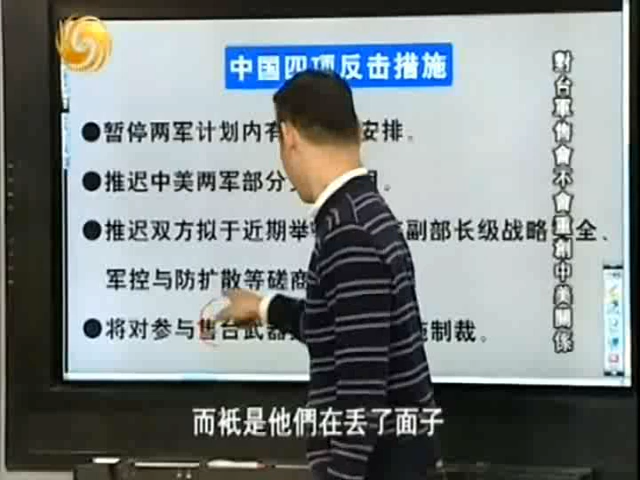 中国四项反击措施
●暂停两军计划内有 安排。
●推迟中美两军部分
●推迟双方拟于近期举 副部长级战略 全、
军控与防扩散等磋商
●将对参与售台武器 施制裁。
對台軍售會不會重創中美關係
而衹是他們在丢了面子